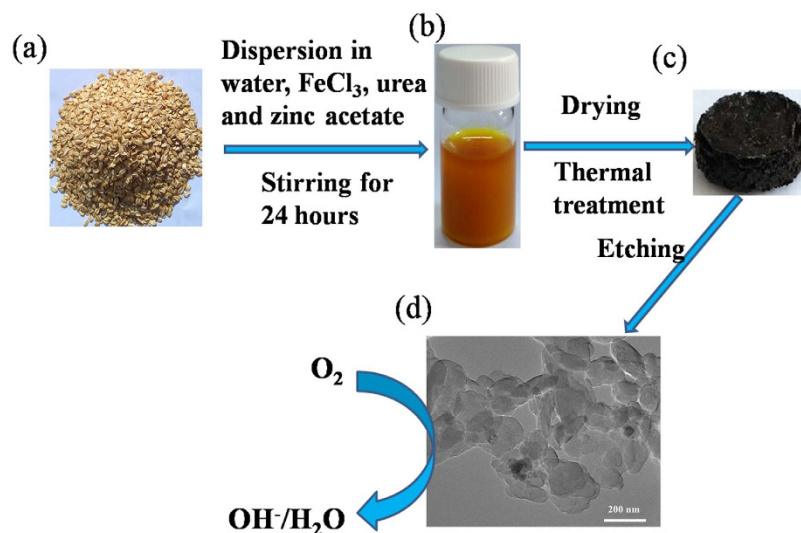 (a)
Dispersion in
water, FeCl₃, urea
and zinc acetate
Stirring for
24 hours
(b)
Drying
Thermal
treatment
(c)
Etching
(d)
O₂
OH⁻/H₂O
200 nm